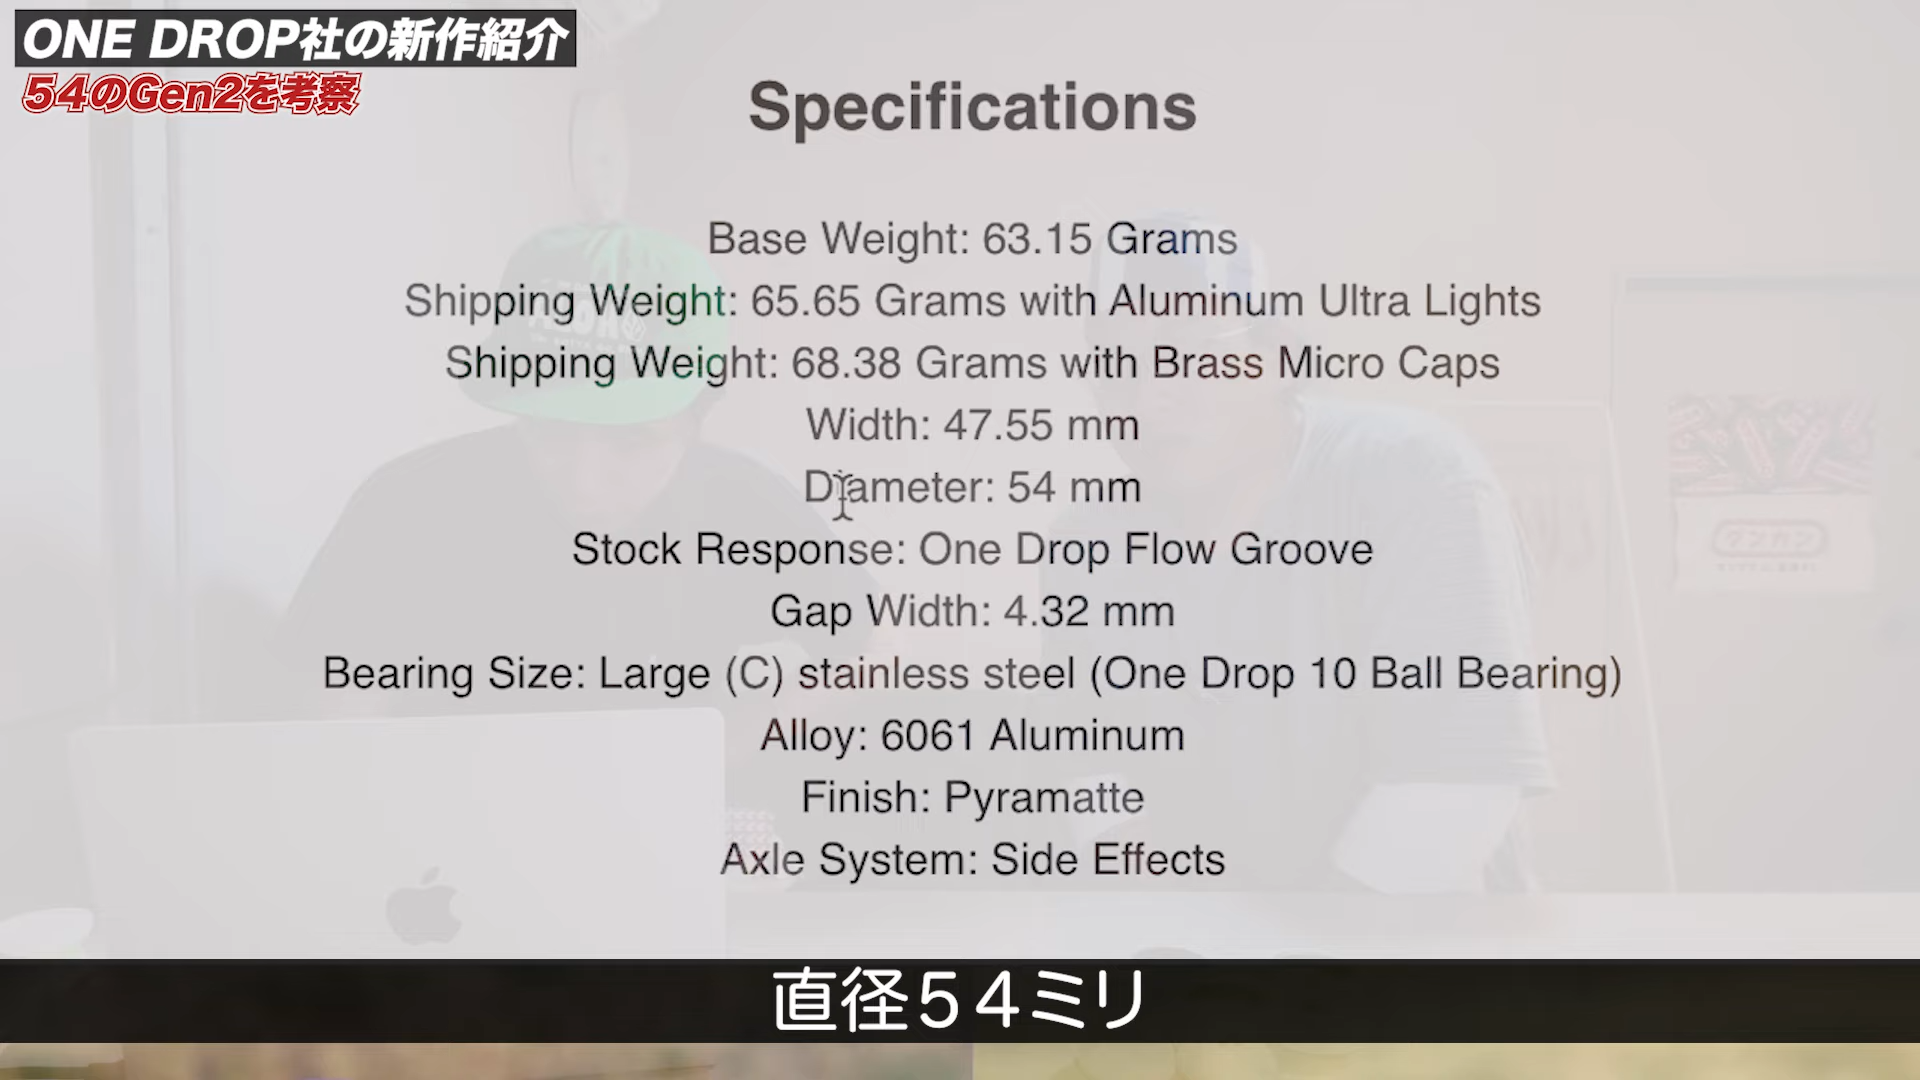 ONE DROP社の新作紹介
54のGen2を考察
Specifications
Base Weight: 63.15 Grams
Shipping Weight: 65.65 Grams with Aluminum Ultra Lights
Shipping Weight: 68.38 Grams with Brass Micro Caps
Width: 47.55 mm
Diameter: 54 mm
Stock Response: One Drop Flow Groove
Gap Width: 4.32 mm
Bearing Size: Large (C) stainless steel (One Drop 10 Ball Bearing)
Alloy: 6061 Aluminum
Finish: Pyramatte
Axle System: Side Effects
直径54ミリ